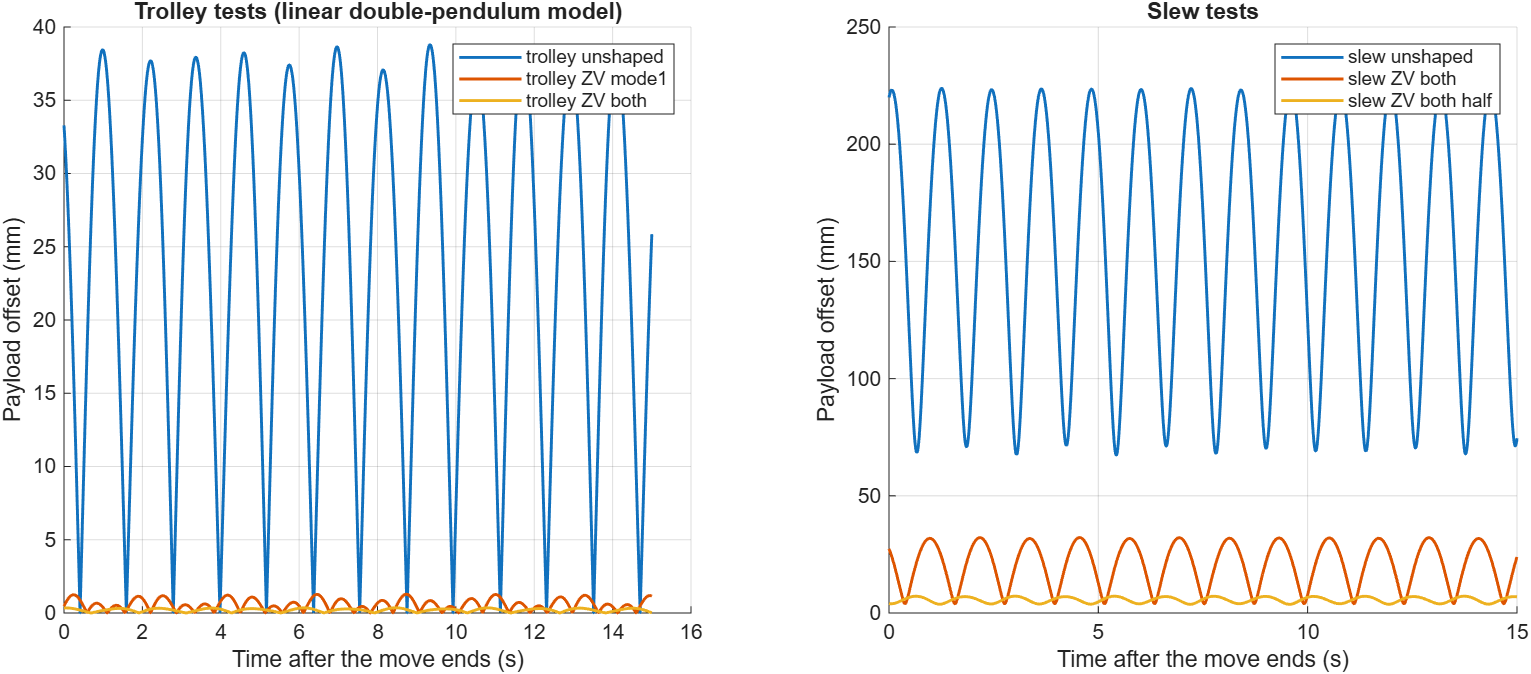 Trolley tests (linear double-pendulum model)
40
35
30
25
20
15
10
5
0
Payload offset (mm)
trolley unshaped
trolley ZV mode1
trolley ZV both
0 2 4 6 8 10 12 14 16
Time after the move ends (s)
Slew tests
250
200
150
100
50
0
Payload offset (mm)
slew unshaped
slew ZV both
slew ZV both half
0 5 10 15
Time after the move ends (s)